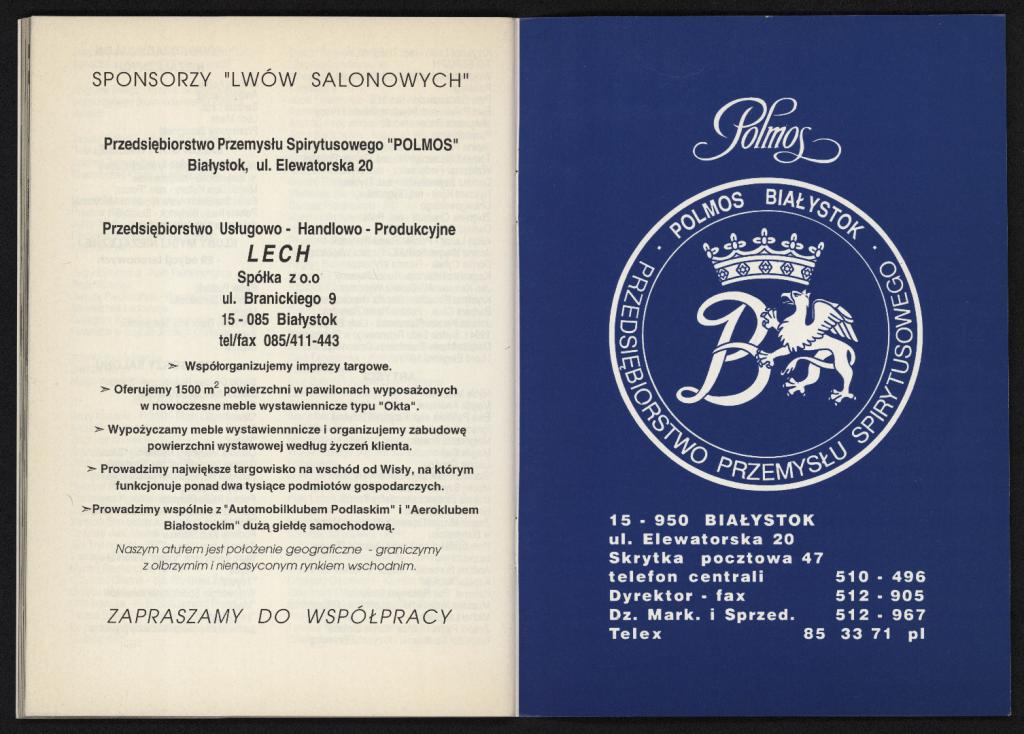 SPONSORZY "LWÓW SALONOWYCH"
Przedsiębiorstwo Przemysłu Spirytusowego "POLMOS"
Białystok, ul. Elewatorska 20
Przedsiębiorstwo Usługowo - Handlowo - Produkcyjne
LECH
Spółka z o.o
ul. Branickiego 9
15 - 085 Białystok
tel/fax 085/411-443
➣ Współorganizujemy imprezy targowe.
➣ Oferujemy 1500 m² powierzchni w pawilonach wyposażonych
w nowoczesne meble wystawiennicze typu "Okta".
➣ Wypożyczamy meble wystawiennnicze i organizujemy zabudowę
powierzchni wystawowej według życzeń klienta.
➣ Prowadzimy największe targowisko na wschód od Wisły, na którym
funkcjonuje ponad dwa tysiące podmiotów gospodarczych.
➣Prowadzimy wspólnie z "Automobilklubem Podlaskim" i "Aeroklubem
Białostockim" dużą giełdę samochodową.
Naszym atutem jest położenie geograficzne - graniczymy
z olbrzymim i nienasyconym rynkiem wschodnim.
ZAPRASZAMY DO WSPÓŁPRACY
Polmos
· POLMOS BIAŁYSTOK ·
PRZEDSIĘBIORSTWO PRZEMYSŁU SPIRYTUSOWEGO
B
15 - 950 BIAŁYSTOK
ul. Elewatorska 20
Skrytka pocztowa 47
telefon centrali 510 - 496
Dyrektor - fax 512 - 905
Dz. Mark. i Sprzed. 512 - 967
Telex 85 33 71 pl